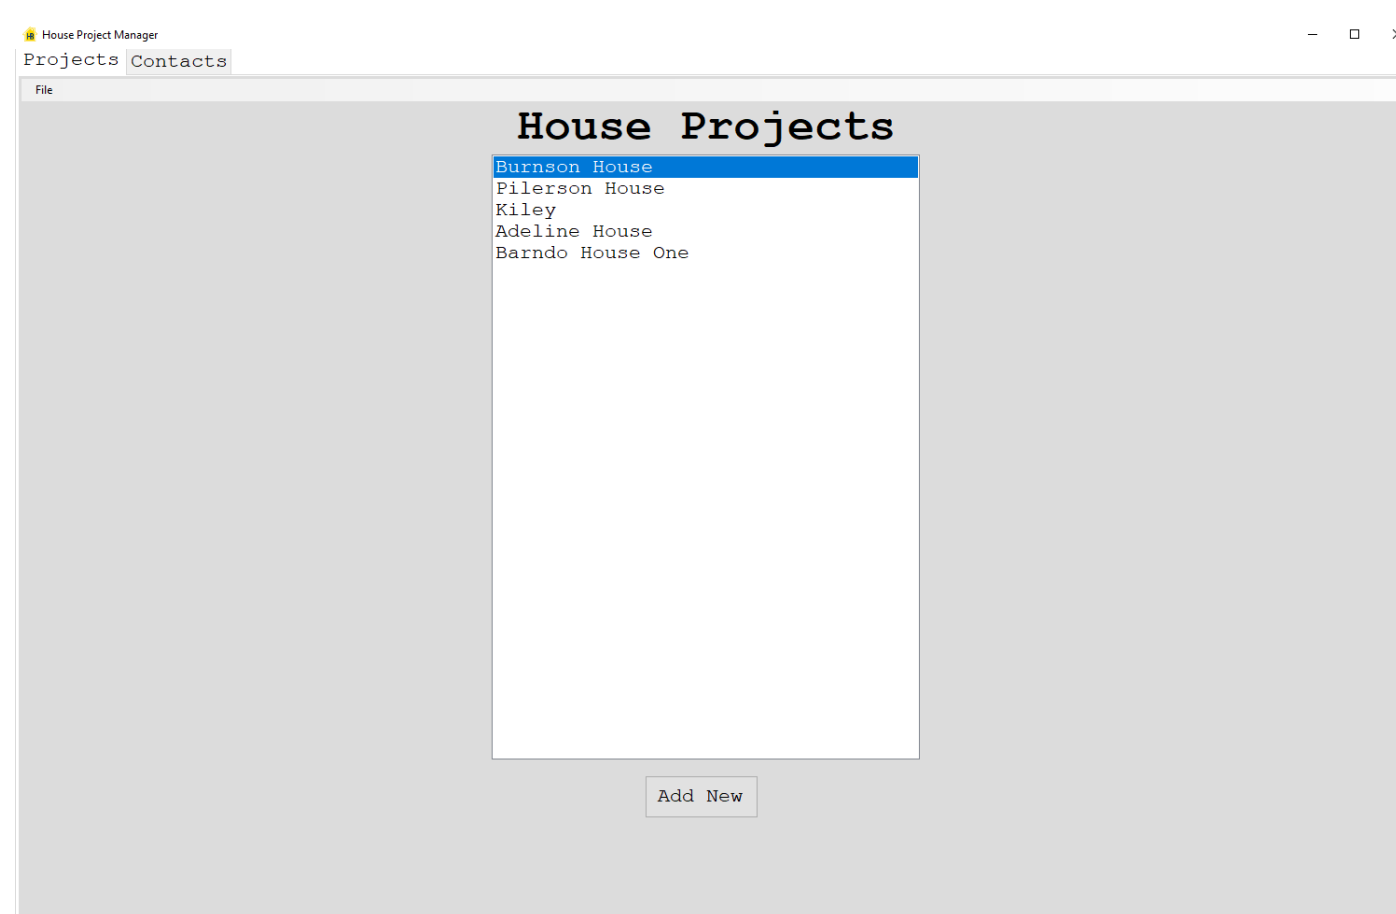 House Project Manager
Projects Contacts
File
House Projects
Burnson House
Pilerson House
Kiley
Adeline House
Barndo House One
Add New